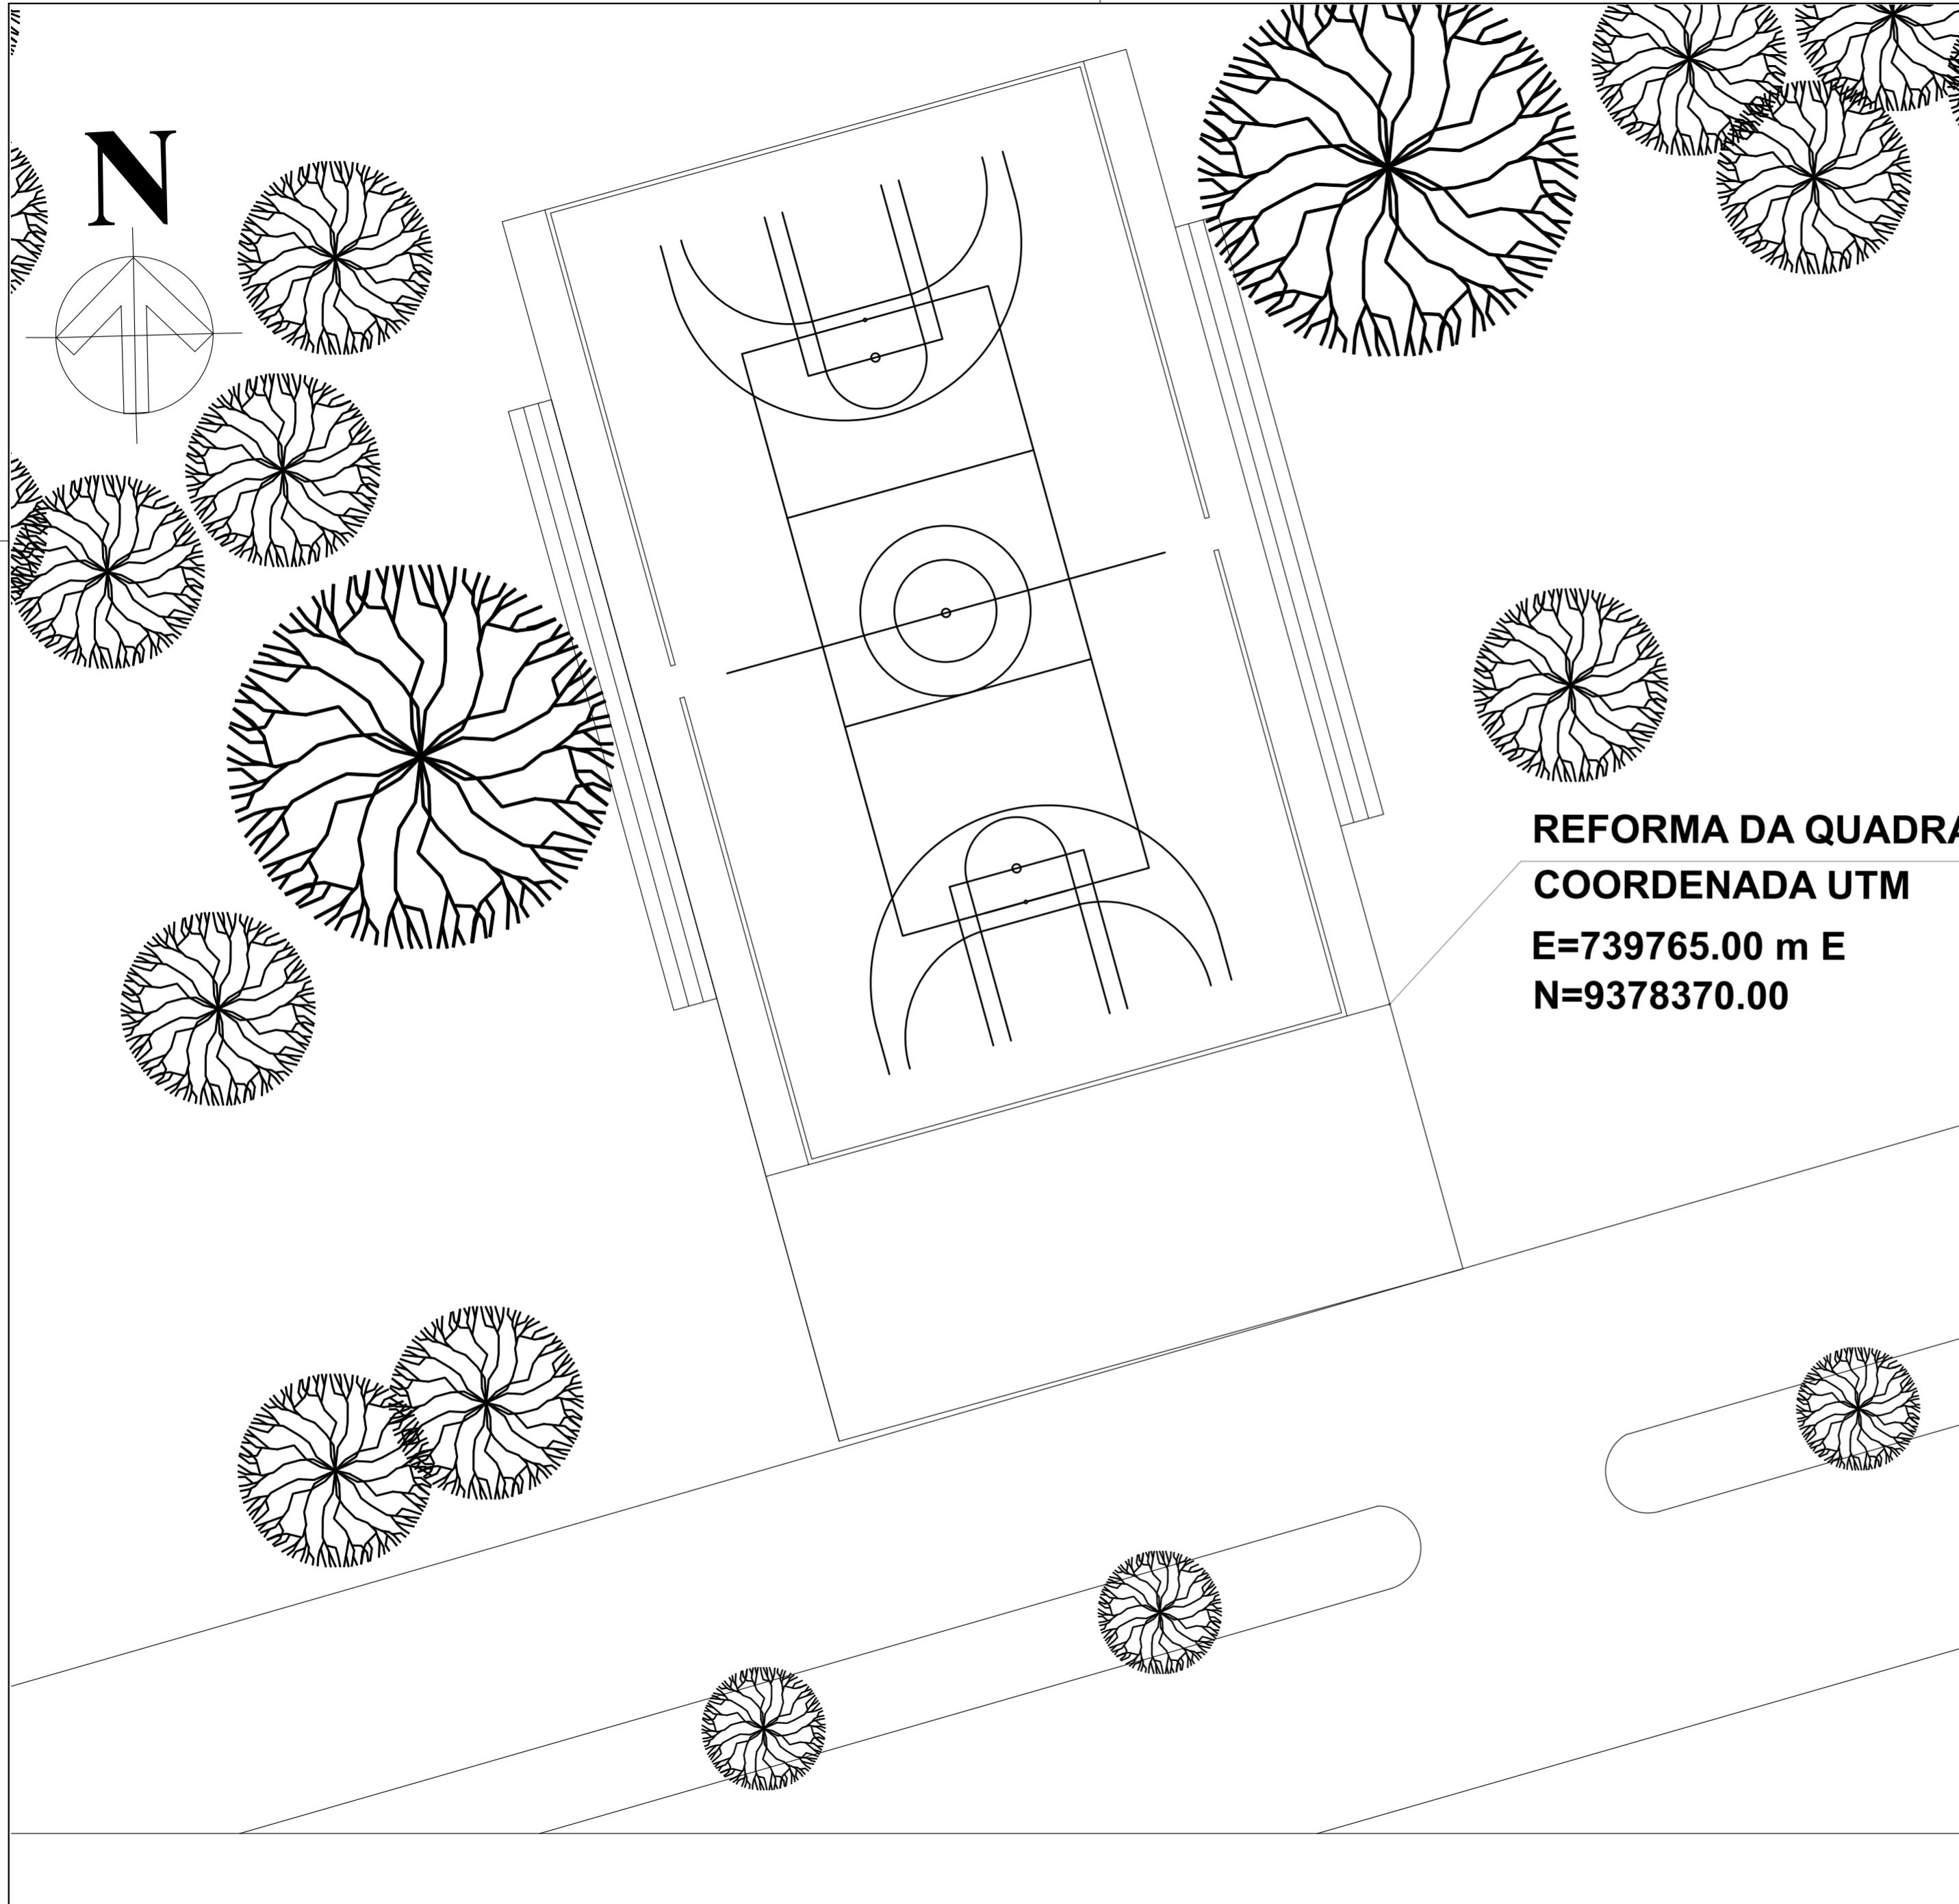 N
REFORMA DA QUADRA
COORDENADA UTM
E=739765.00 m E
N=9378370.00